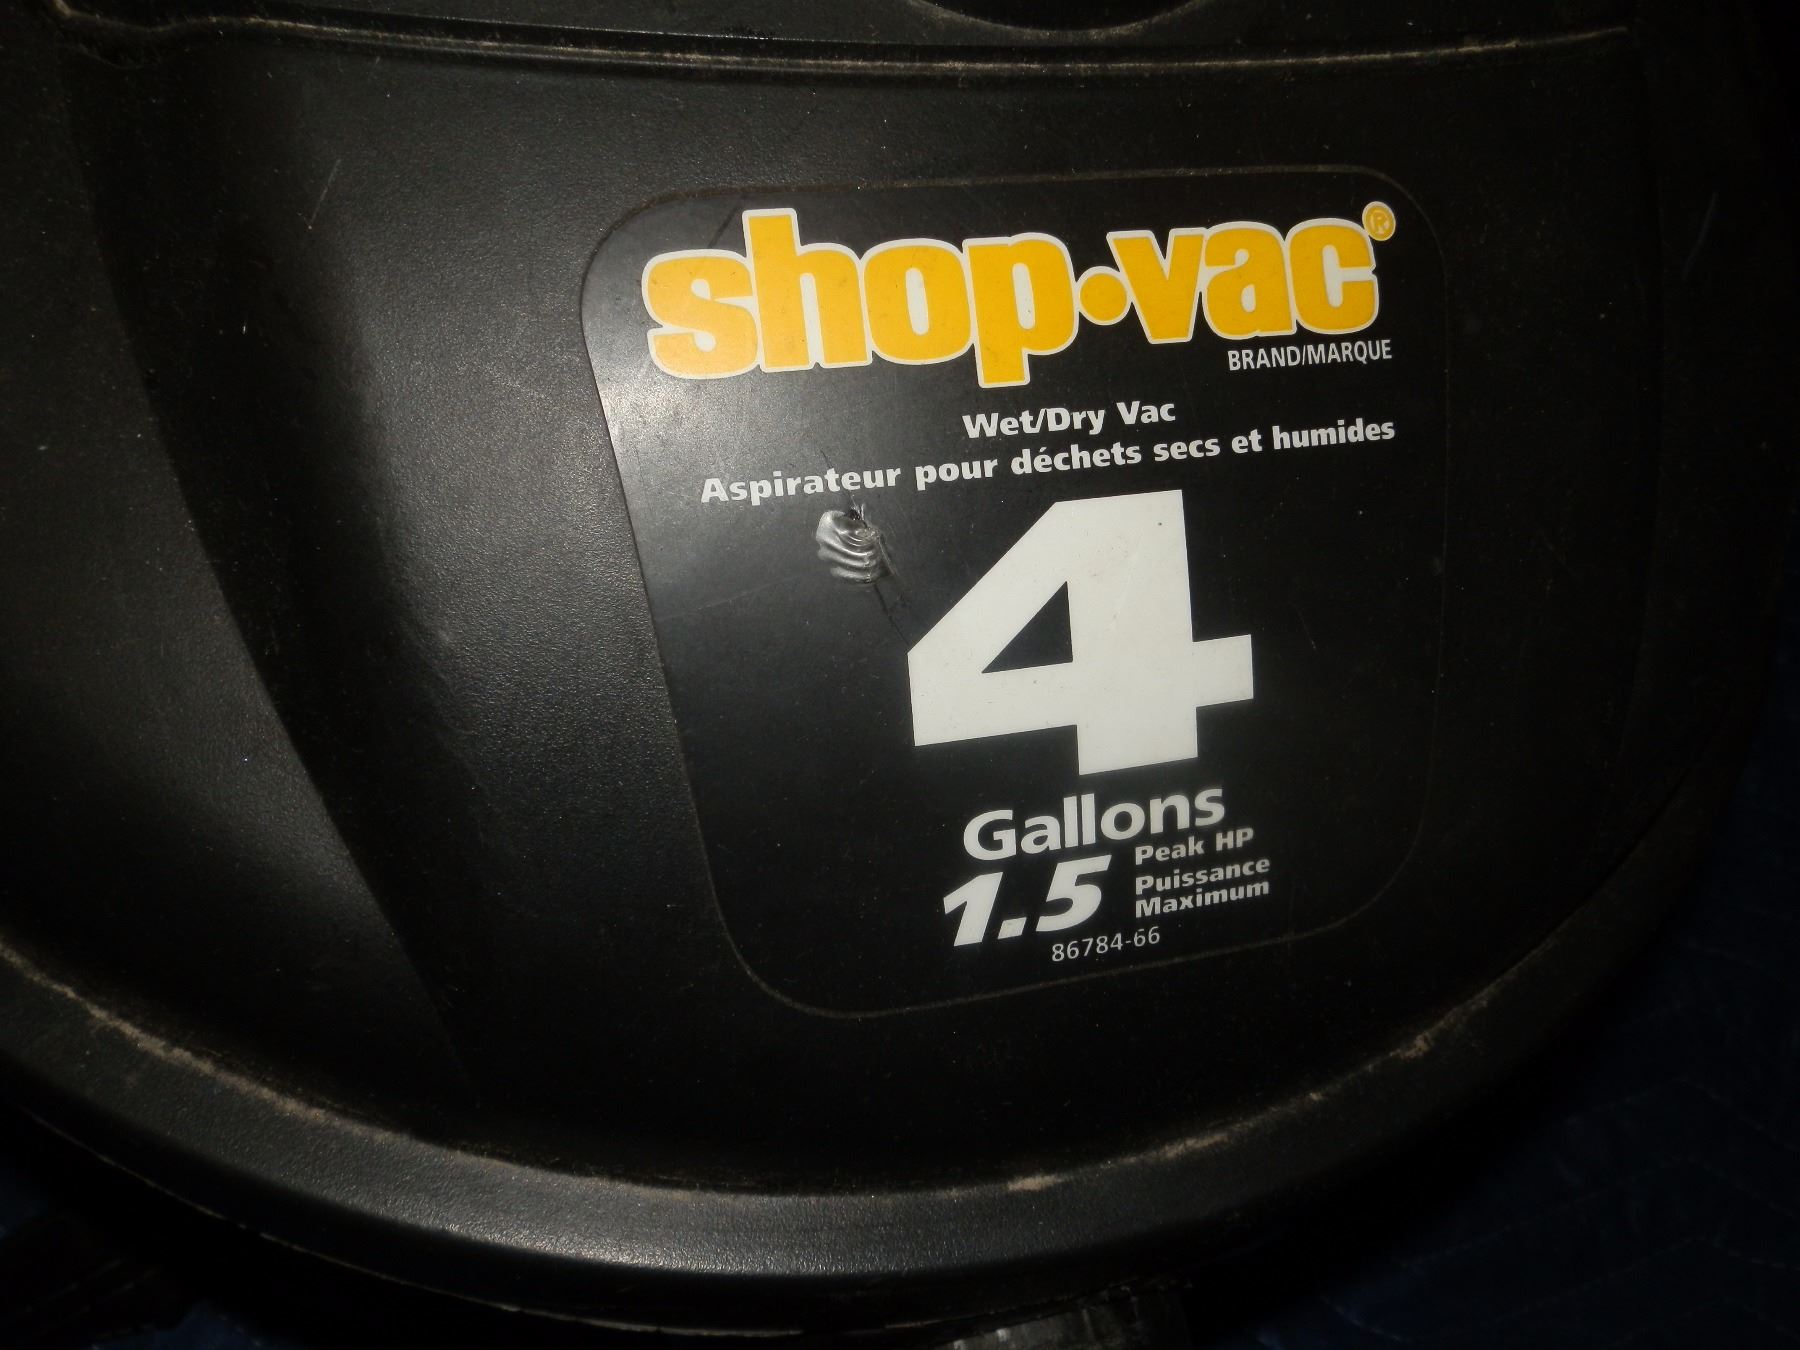 shop•vac®
BRAND/MARQUE
Wet/Dry Vac
Aspirateur pour déchets secs et humides
4
Gallons
1.5 Peak HP
Puissance
Maximum
86784-66